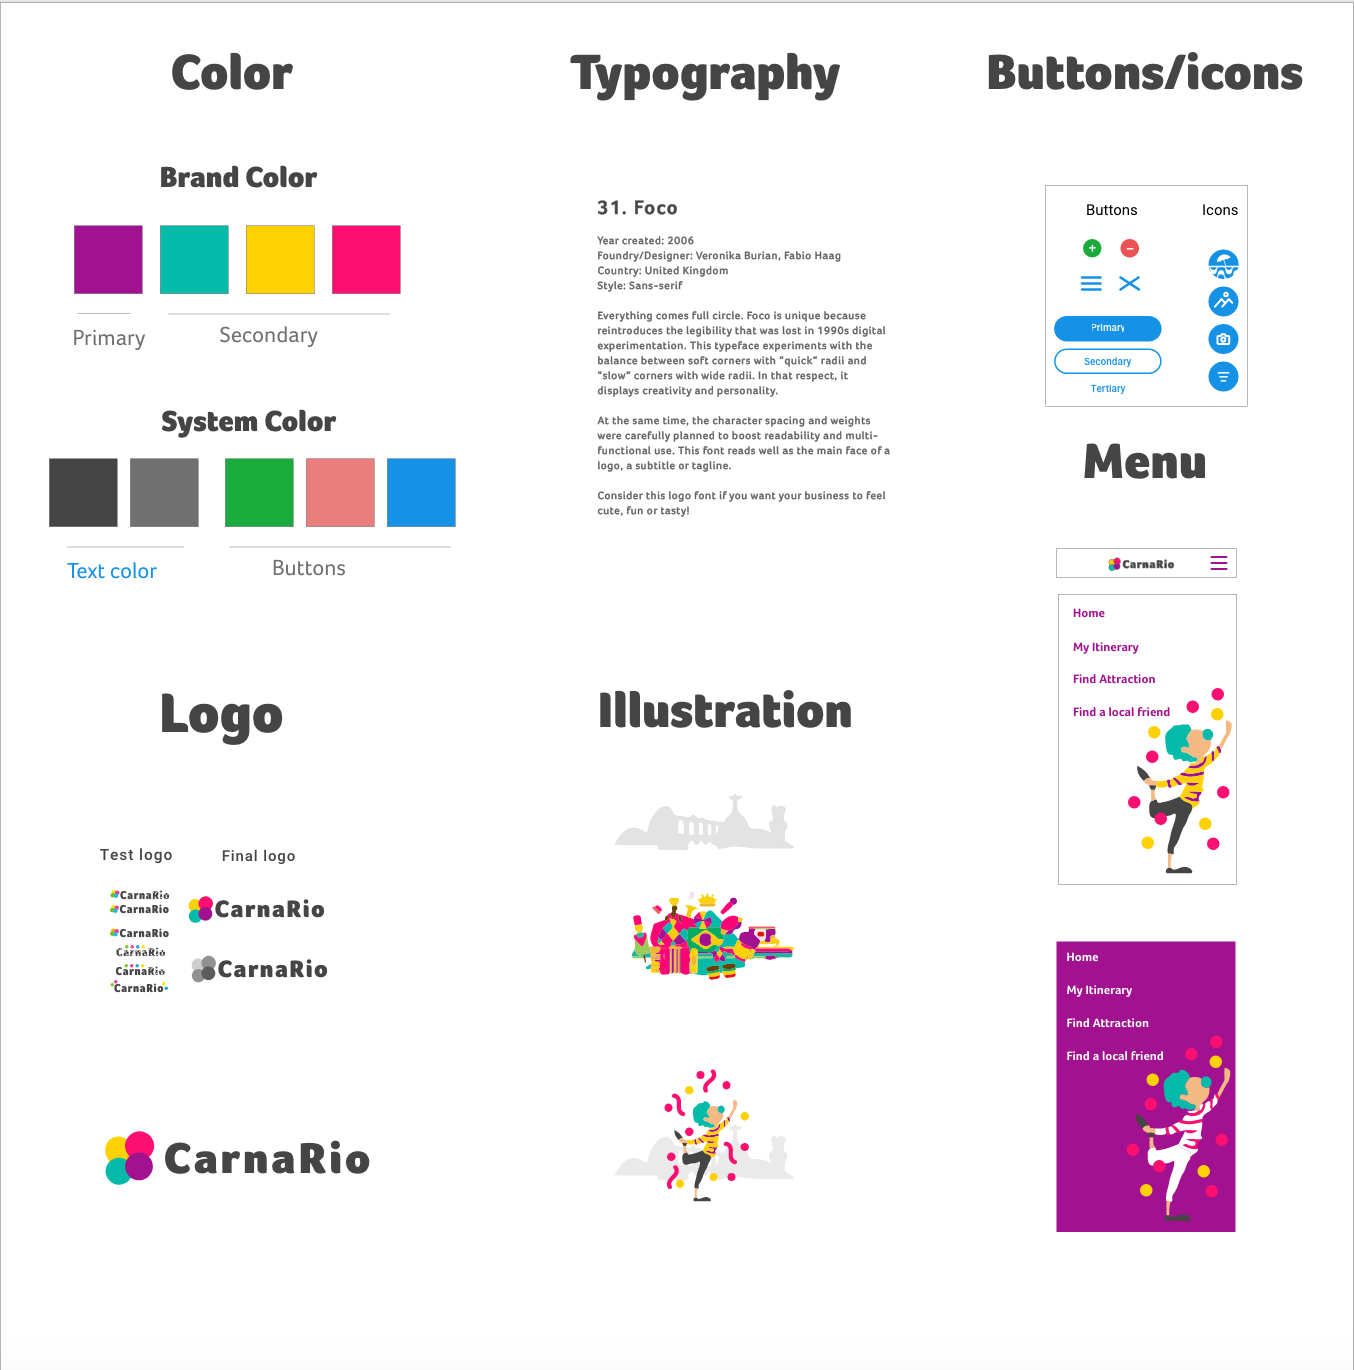 Color
Brand Color
Primary
Secondary
System Color
Text color
Buttons
Typography
31. Foco
Year created: 2006
Foundry/Designer: Veronika Burian, Fabio Haag
Country: United Kingdom
Style: Sans-serif
Everything comes full circle. Foco is unique because
reintroduces the legibility that was lost in 1990s digital
experimentation. This typeface experiments with the
balance between soft corners with “quick” radii and
“slow” corners with wide radii. In that respect, it
displays creativity and personality.
At the same time, the character spacing and weights
were carefully planned to boost readability and multi-
functional use. This font reads well as the main face of a
logo, a subtitle or tagline.
Consider this logo font if you want your business to feel
cute, fun or tasty!
Buttons/icons
Buttons
Icons
Primary
Secondary
Tertiary
Menu
CarnaRio
Home
My Itinerary
Find Attraction
Find a local friend
Home
My Itinerary
Find Attraction
Find a local friend
Logo
Test logo
Final logo
CarnaRio
CarnaRio
CarnaRio
CarnaRio
CarnaRio
CarnaRio
CarnaRio
CarnaRio
CarnaRio
Illustration